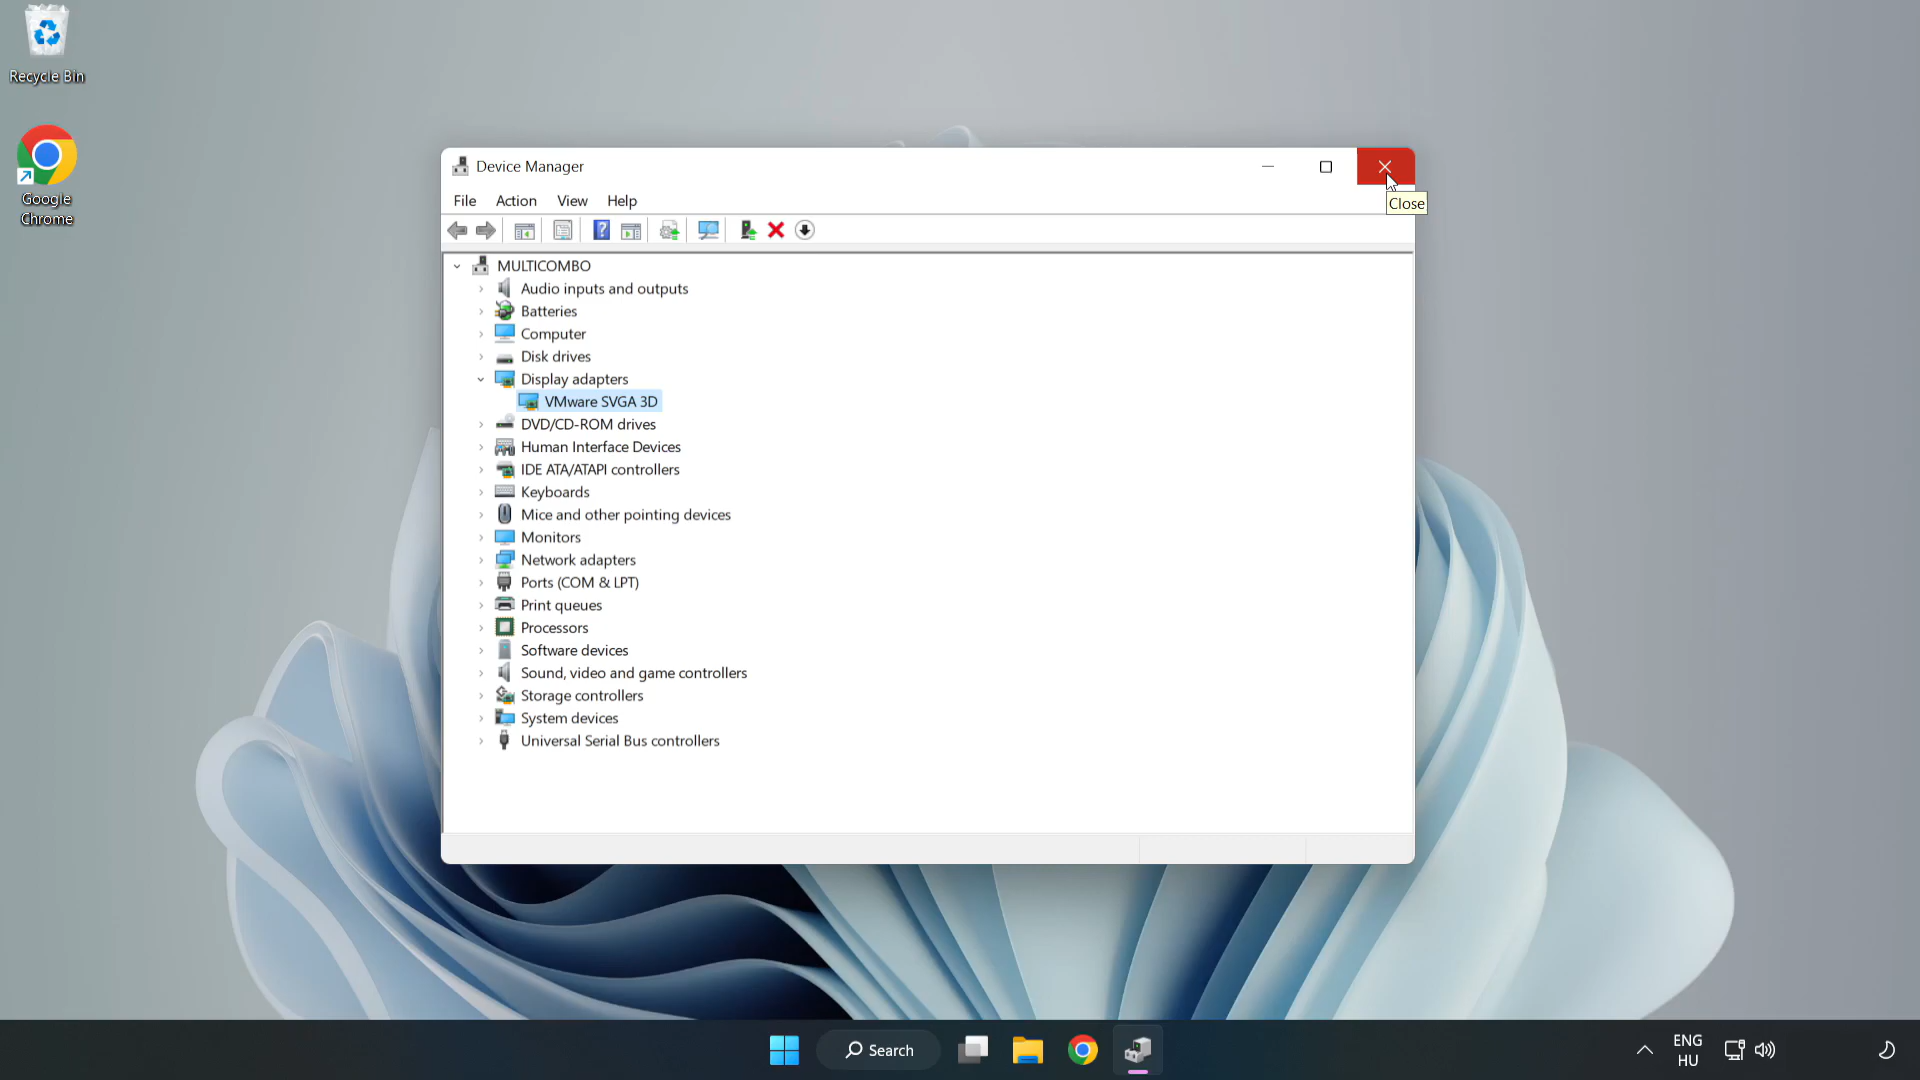 Recycle Bin
Google
Chrome
Device Manager
File Action View Help
Close
MULTICOMBO
Audio inputs and outputs
Batteries
Computer
Disk drives
Display adapters
VMware SVGA 3D
DVD/CD-ROM drives
Human Interface Devices
IDE ATA/ATAPI controllers
Keyboards
Mice and other pointing devices
Monitors
Network adapters
Ports (COM & LPT)
Print queues
Processors
Software devices
Sound, video and game controllers
Storage controllers
System devices
Universal Serial Bus controllers
Search
ENG
HU